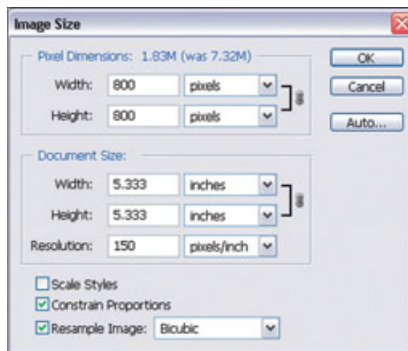 Image Size
Pixel Dimensions: 1.83M (was 7.32M)
Width: 800 pixels
Height: 800 pixels
OK
Cancel
Auto...
Document Size:
Width: 5.333 inches
Height: 5.333 inches
Resolution: 150 pixels/inch
Scale Styles
Constrain Proportions
Resample Image: Bicubic